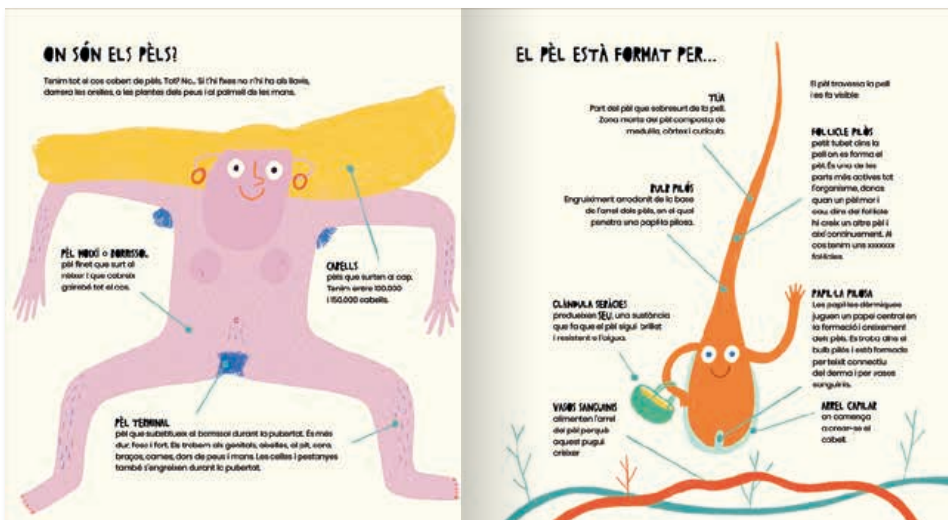 ON SÓN ELS PÈLS?
Tenim tot el cos cobert de pèls. Tot? No... Si t'hi fixes no n'hi ha als llavis,
darrera les orelles, a les plantes dels peus i al palmell de les mans.
PÈL MOIXÍ o BORRISSOL
pèl finet que surt al
néixer i que cobreix
gairebé tot el cos.
CABELLS
pèls que surten al cap.
Tenim entre 100.000
i 150.000 cabells.
PÈL TERMINAL
pèl que substitueix al borrissol durant la pubertat. És més
dur, fosc i fort. Els trobem als genitals, aixelles, al pit, cara,
braços, cames, dors de peus i mans. Les celles i pestanyes
també s'engreixen durant la pubertat.
EL PÈL ESTÀ FORMAT PER...
TIJA
Part del pèl que sobresurt de la pell.
Zona morta del pèl composta de
medul·la, còrtex i cutícula.
BULB PILÓS
Engruiximent arrodonit de la base
de l'arrel dels pèls, en el qual
penetra una papil·la pilosa.
GLÀNDULA SEBÀCIES
produeixen SEU, una sustància
que fa que el pèl sigui brillat
i resistent a l'aigua.
VASOS SANGUINIS
alimenten l'arrel
del pèl perquè
aquest pugui
créixer
El pèl travessa la pell
i es fa visible
FOL·LICLE PILÓS
petit tubet dins la
pell on es forma el
pèl. És una de les
parts més actives tot
l'organisme, doncs
quan un pèl mor i
cau, dins del fol·licle
hi creix un altre pèl i
així contínuament. Al
cos tenim uns xxxxxxx
fol·licles.
PAPIL·LA PILOSA
Les papil·les dèrmiques
juguen un paper central en
la formació i creixement
dels pèls. Es troba dins el
bulb pilós i està formada
per teixit connectiu
del derma i per vasos
sanguinis.
ARREL CAPILAR
on comença
a crear-se el
cabell.